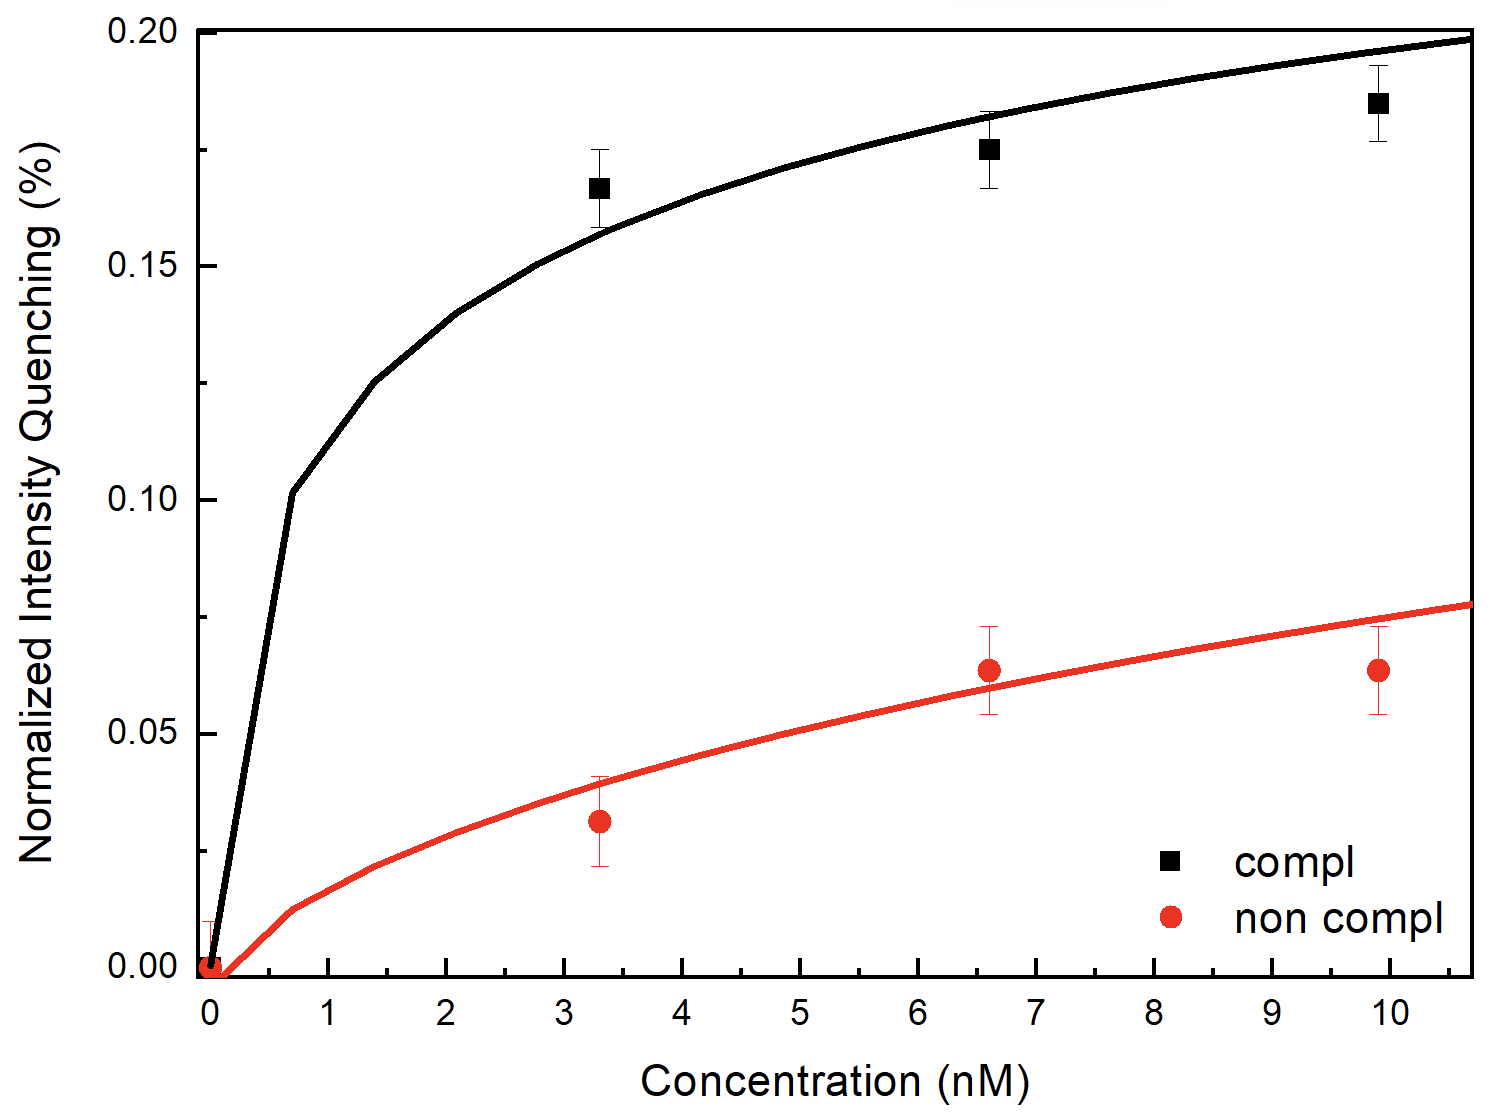 Normalized Intensity Quenching (%)
0.20
0.15
0.10
0.05
0.00
compl
non compl
0 1 2 3 4 5 6 7 8 9 10
Concentration (nM)